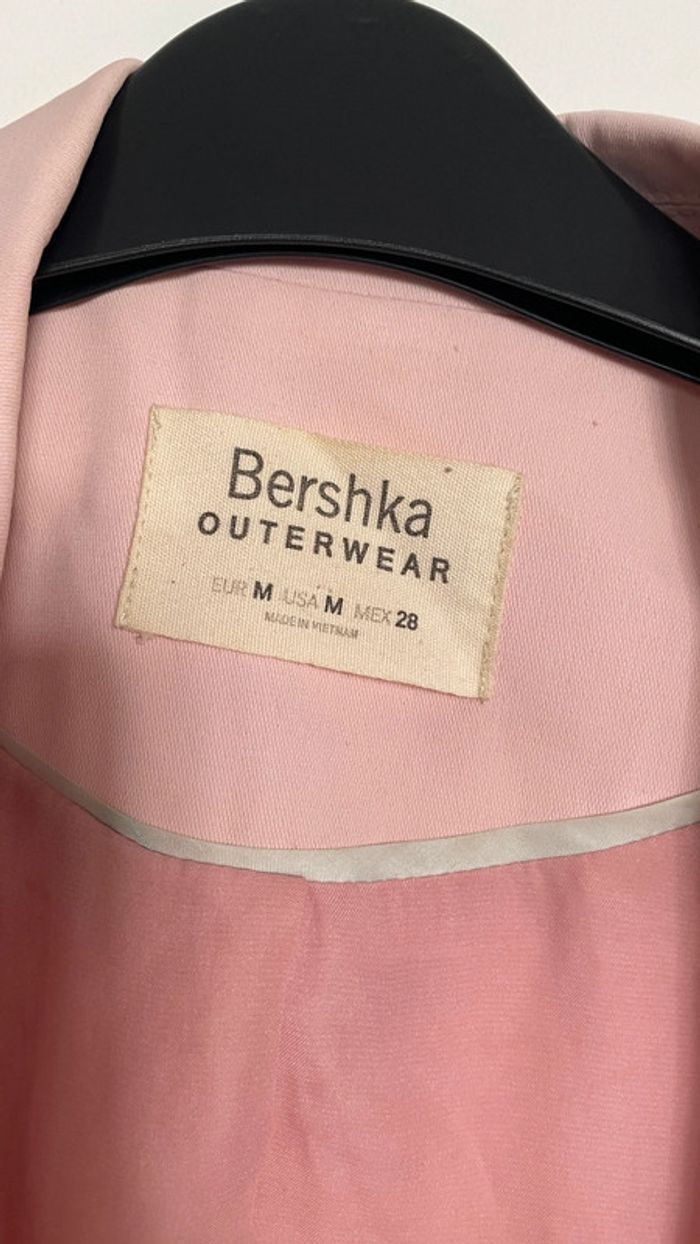 Bershka
OUTERWEAR
EUR M USA M MEX 28
MADE IN VIETNAM